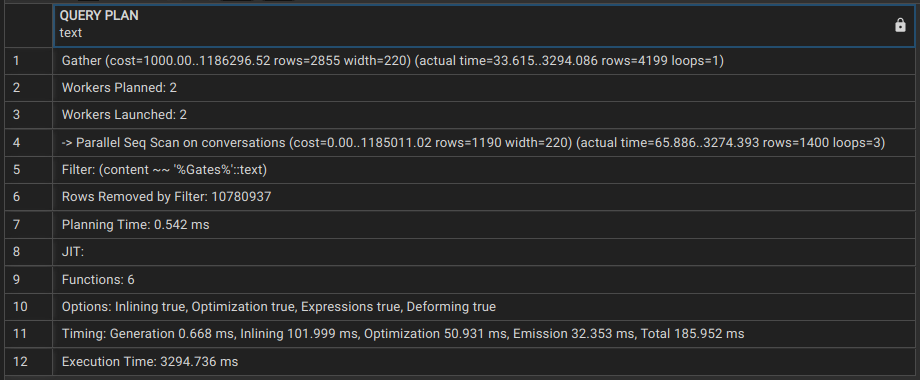 QUERY PLAN
text
1 Gather (cost=1000.00..1186296.52 rows=2855 width=220) (actual time=33.615..3294.086 rows=4199 loops=1)
2 Workers Planned: 2
3 Workers Launched: 2
4 -> Parallel Seq Scan on conversations (cost=0.00..1185011.02 rows=1190 width=220) (actual time=65.886..3274.393 rows=1400 loops=3)
5 Filter: (content ~~ '%Gates%'::text)
6 Rows Removed by Filter: 10780937
7 Planning Time: 0.542 ms
8 JIT:
9 Functions: 6
10 Options: Inlining true, Optimization true, Expressions true, Deforming true
11 Timing: Generation 0.668 ms, Inlining 101.999 ms, Optimization 50.931 ms, Emission 32.353 ms, Total 185.952 ms
12 Execution Time: 3294.736 ms